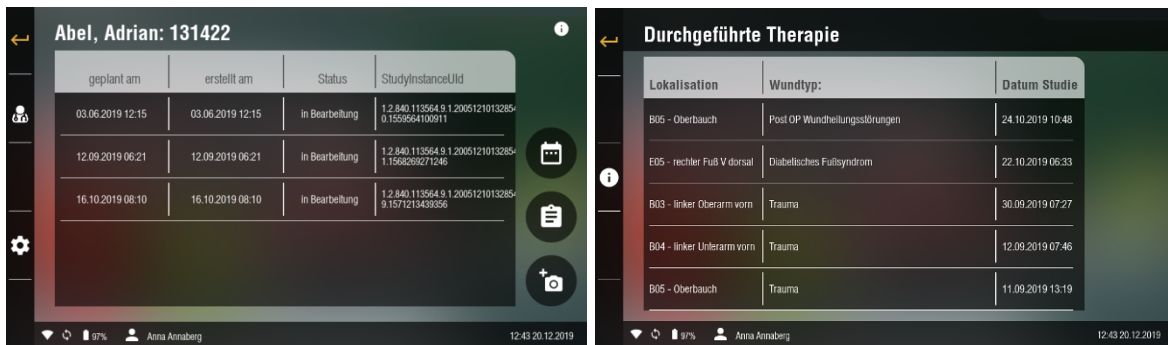 Abel, Adrian: 131422
geplant am erstellt am Status StudyInstanceUId
03.06.2019 12:15 03.06.2019 12:15 in Bearbeitung 1.2.840.113564.9.1.2005121013285
0.1559564100911
12.09.2019 06:21 12.09.2019 06:21 in Bearbeitung 1.2.840.113564.9.1.2005121013285
1.1568269271246
16.10.2019 08:10 16.10.2019 08:10 in Bearbeitung 1.2.840.113564.9.1.2005121013285
9.1571213439356
97% Anna Annaberg 12:43 20.12.2019
Durchgeführte Therapie
Lokalisation Wundtyp: Datum Studie
B05 - Oberbauch Post OP Wundheilungsstörungen 24.10.2019 10:48
E05 - rechter Fuß V dorsal Diabetisches Fußsyndrom 22.10.2019 06:33
B03 - linker Oberarm vorn Trauma 30.09.2019 07:27
B04 - linker Unterarm vorn Trauma 12.09.2019 07:46
B05 - Oberbauch Trauma 11.09.2019 13:19
97% Anna Annaberg 12:43 20.12.2019